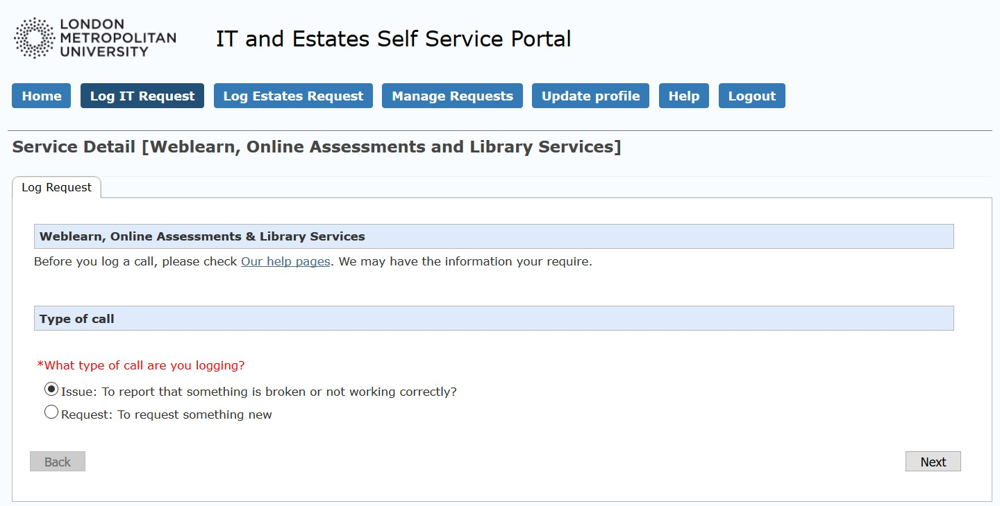 LONDON
METROPOLITAN
UNIVERSITY
IT and Estates Self Service Portal
Home Log IT Request Log Estates Request Manage Requests Update profile Help Logout
Service Detail [Weblearn, Online Assessments and Library Services]
Log Request
Weblearn, Online Assessments & Library Services
Before you log a call, please check Our help pages. We may have the information your require.
Type of call
*What type of call are you logging?
Issue: To report that something is broken or not working correctly?
Request: To request something new
Back Next